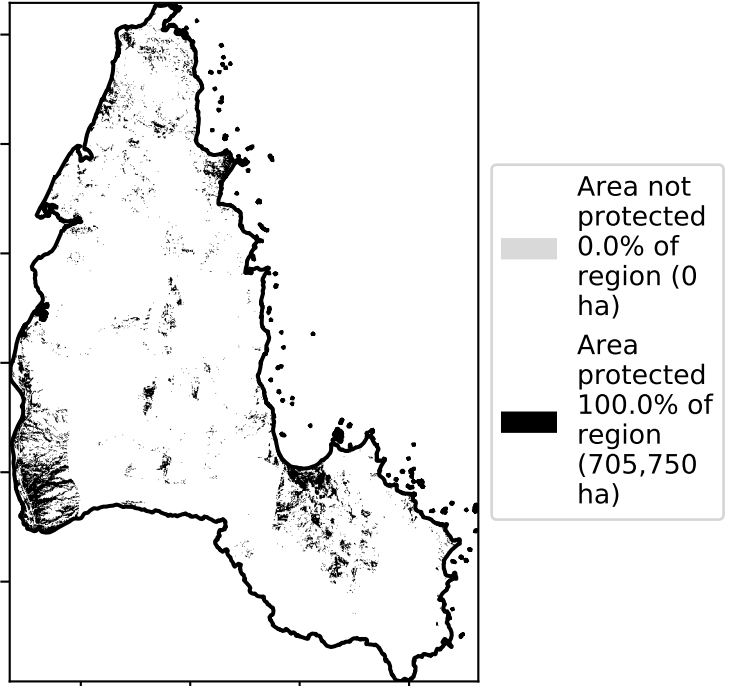 Area not
protected
0.0% of
region (0
ha)
Area
protected
100.0% of
region
(705,750
ha)